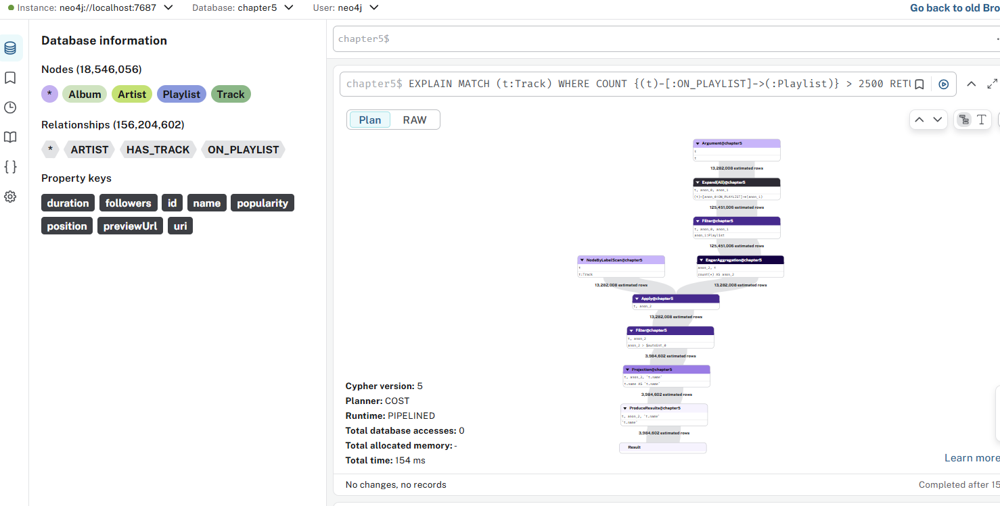 Instance: neo4j://localhost:7687
Database: chapter5
User: neo4j
Go back to old Bro
Database information
Nodes (18,546,056)
* Album Artist Playlist Track
Relationships (156,204,602)
* ARTIST HAS_TRACK ON_PLAYLIST
Property keys
duration followers id name popularity
position previewUrl uri
chapter5$
chapter5$ EXPLAIN MATCH (t:Track) WHERE COUNT {(t)-[:ON_PLAYLIST]->(:Playlist)} > 2500 RETU
Plan RAW
Argument@chapter5
t
t
13,282,008 estimated rows
Expand(All)@chapter5
t, anon_0, anon_1
(t)-[anon_0:ON_PLAYLIST]->(anon_1)
125,451,006 estimated rows
Filter@chapter5
t, anon_0, anon_1
anon_1:Playlist
125,451,006 estimated rows
NodeByLabelScan@chapter5
t
t:Track
13,282,008 estimated rows
EagerAggregation@chapter5
anon_2, t
count(*) AS anon_2
13,282,008 estimated rows
Apply@chapter5
t, anon_2
13,282,008 estimated rows
Filter@chapter5
t, anon_2
anon_2 > $autoint_0
3,984,602 estimated rows
Projection@chapter5
t, anon_2, `t.name`
t.name AS `t.name`
3,984,602 estimated rows
ProduceResults@chapter5
t, anon_2, `t.name`
`t.name`
3,984,602 estimated rows
Result
Cypher version: 5
Planner: COST
Runtime: PIPELINED
Total database accesses: 0
Total allocated memory: -
Total time: 154 ms
Learn more
No changes, no records
Completed after 15